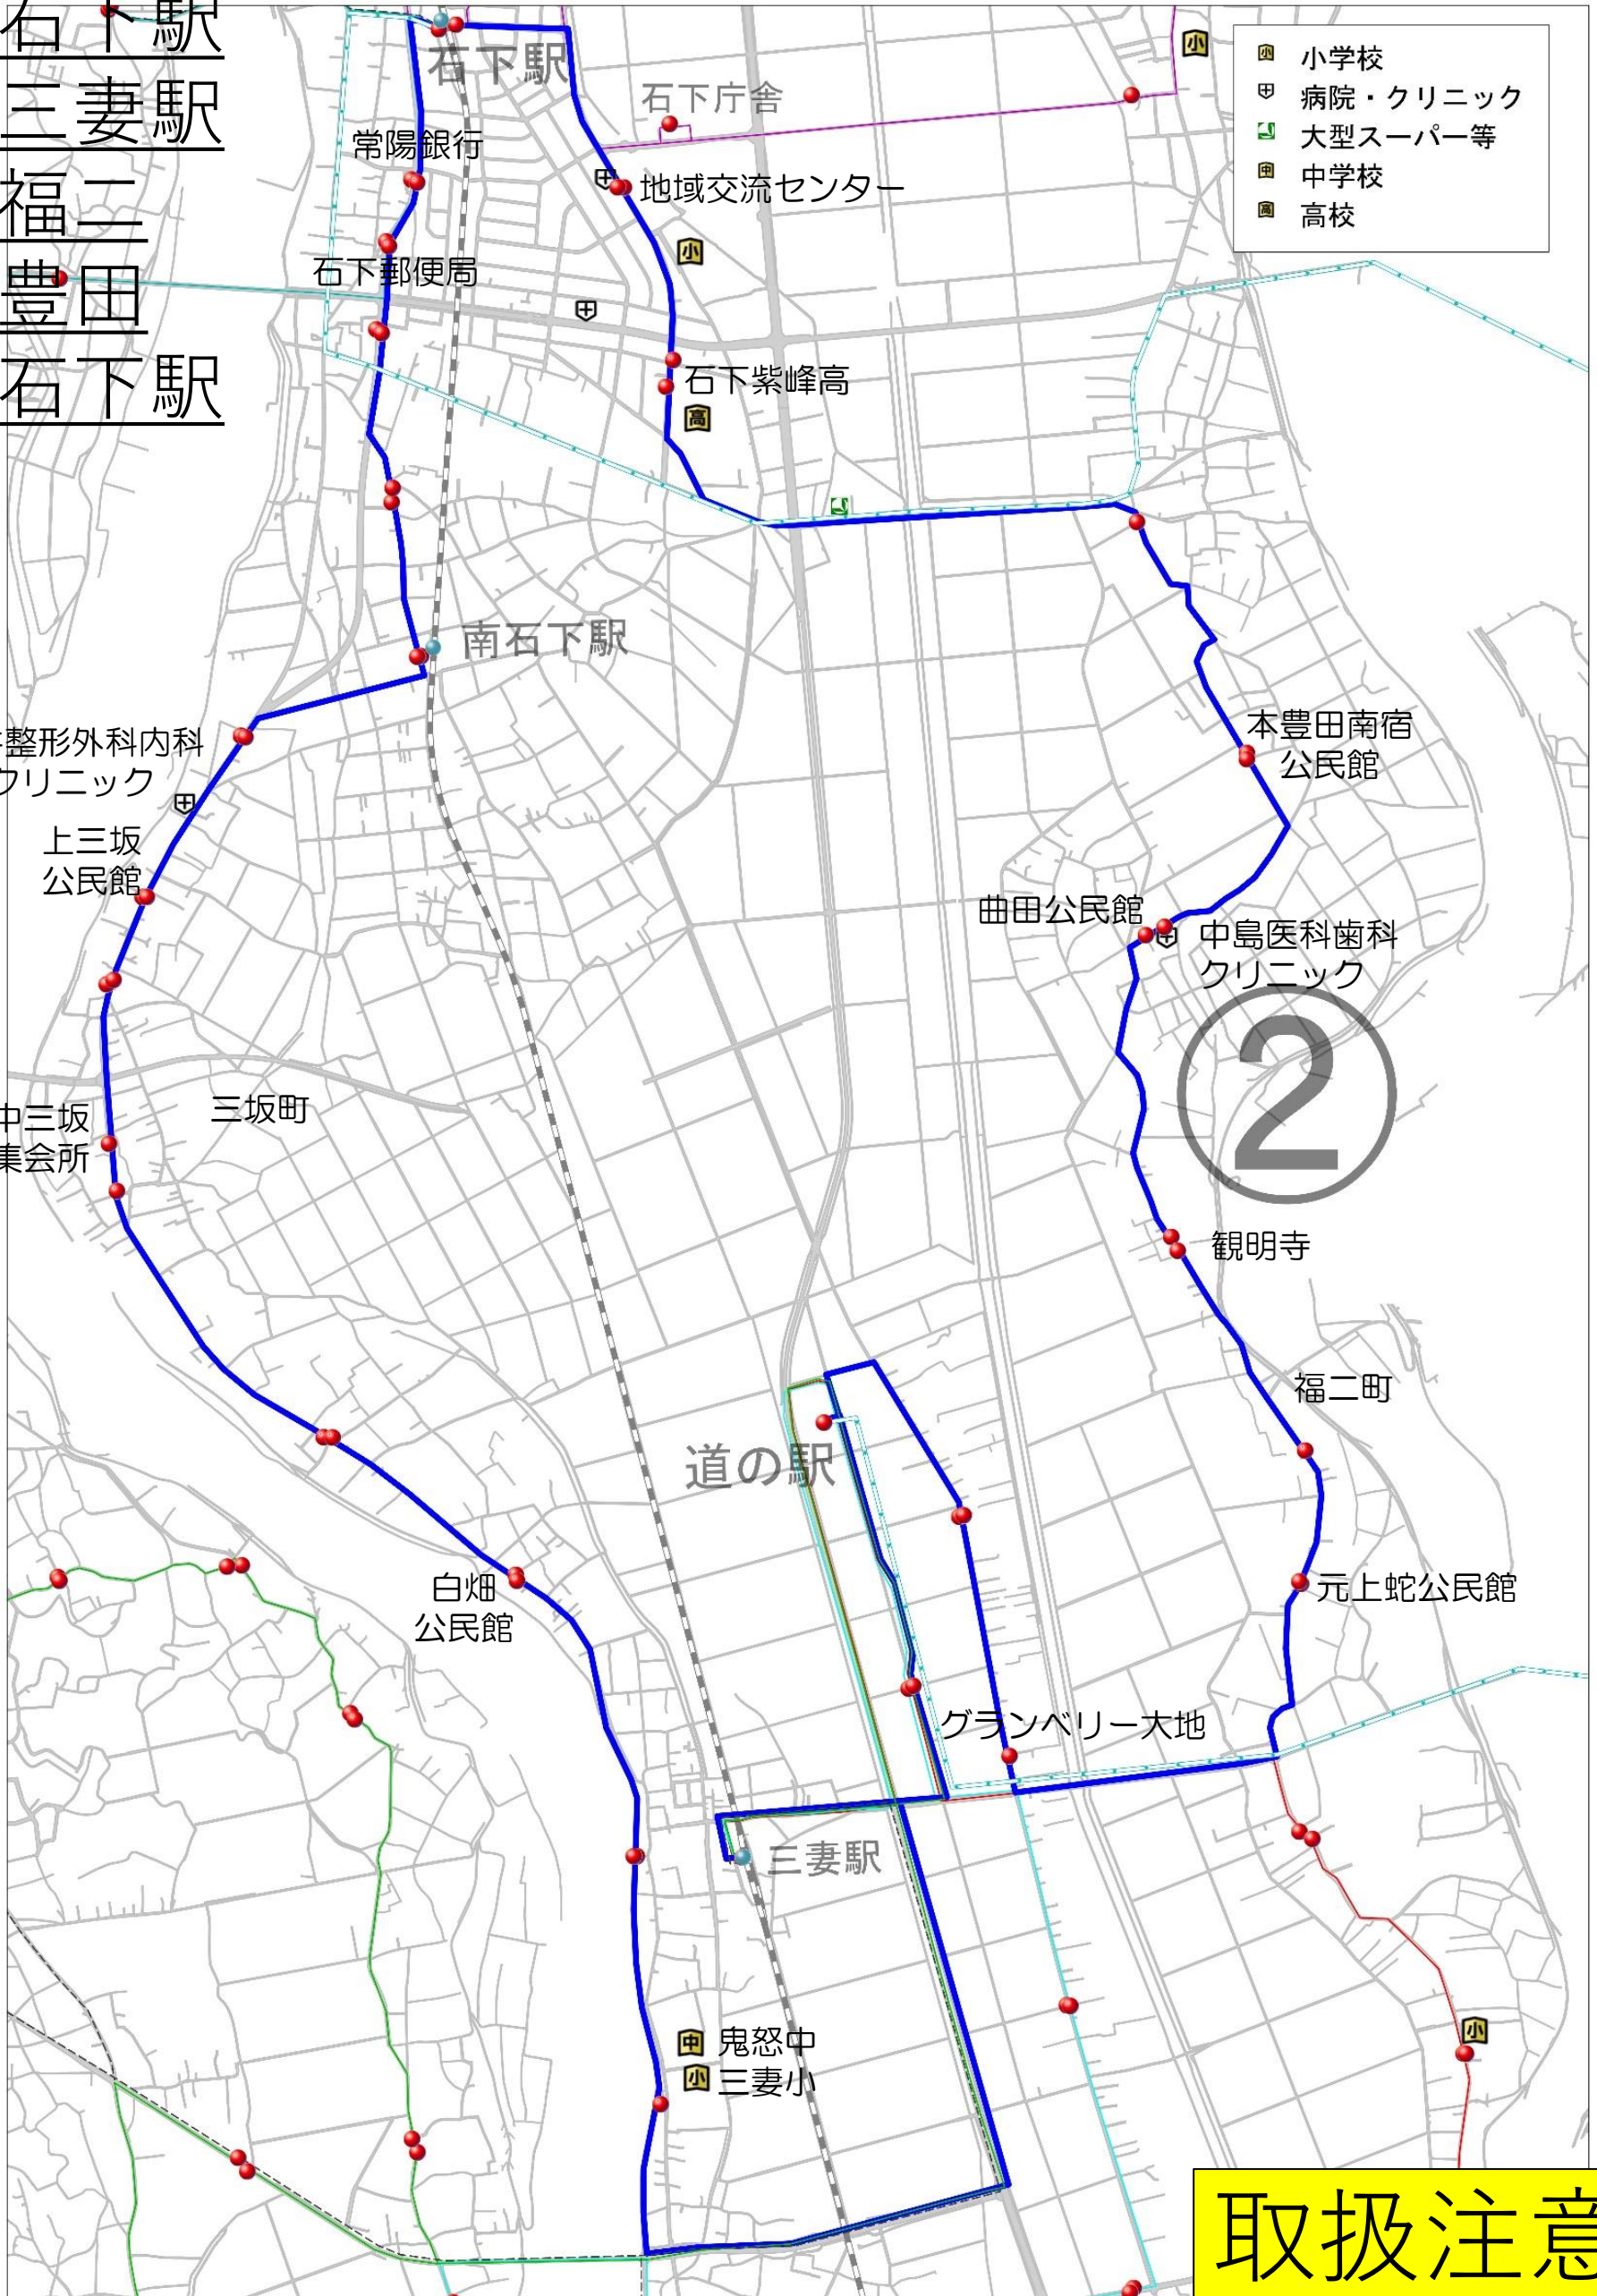 石下駅
三妻駅
福二
豊田
石下駅
小学校
病院・クリニック
大型スーパー等
中学校
高校
石下駅
石下庁舎
常陽銀行
地域交流センター
石下郵便局
石下紫峰高
高
南石下駅
整形外科内科
クリニック
本豊田南宿
公民館
上三坂
公民館
曲田公民館
中島医科歯科
クリニック
②
三坂町
中三坂
集会所
観明寺
福二町
道の駅
白畑
公民館
元上蛇公民館
グランベリー大地
三妻駅
中 鬼怒中
小 三妻小
小
取扱注意